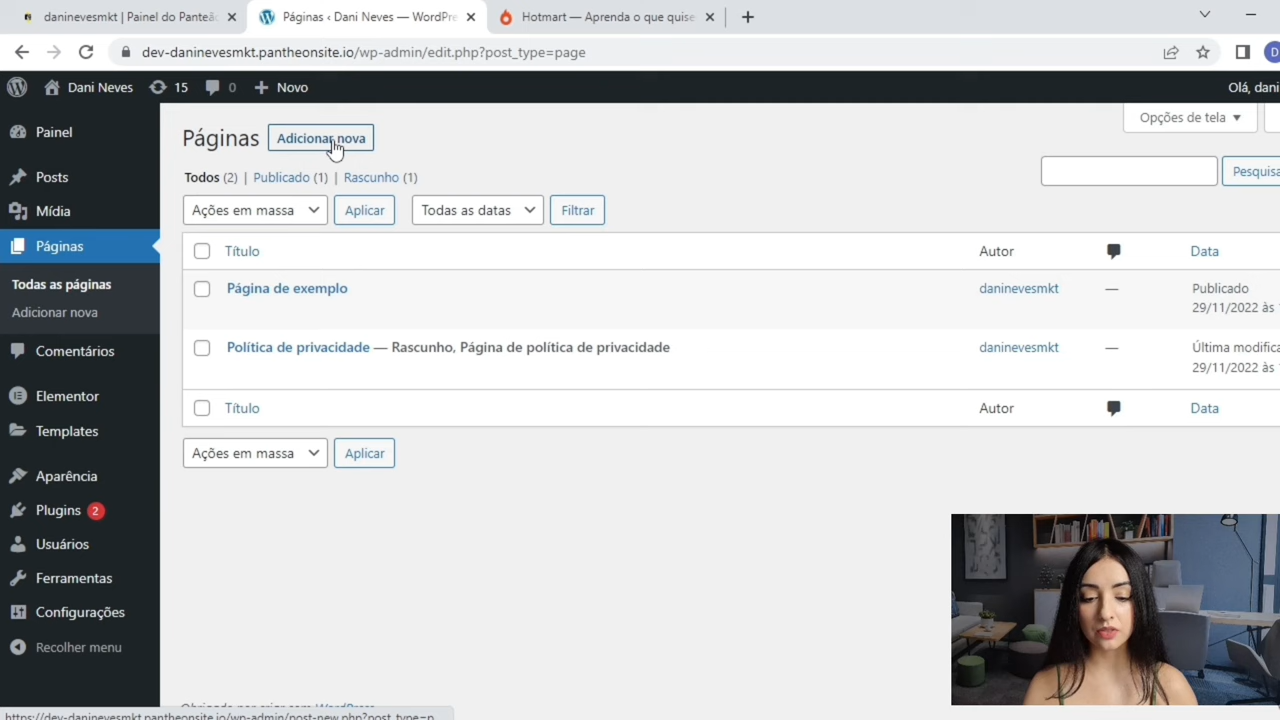 daninevesmkt | Painel do Panteã
Páginas ‹ Dani Neves — WordPre
Hotmart — Aprenda o que quise
dev-daninevesmkt.pantheonsite.io/wp-admin/edit.php?post_type=page
D
Dani Neves
15
0
Novo
Olá, dani
Painel
Posts
Mídia
Páginas
Todas as páginas
Adicionar nova
Comentários
Elementor
Templates
Aparência
Plugins 2
Usuários
Ferramentas
Configurações
Recolher menu
Páginas
Adicionar nova
Opções de tela
Todos (2) | Publicado (1) | Rascunho (1)
Pesquisa
Ações em massa
Aplicar
Todas as datas
Filtrar
Título
Autor
Data
Página de exemplo
daninevesmkt
—
Publicado
29/11/2022 às
Política de privacidade — Rascunho, Página de política de privacidade
daninevesmkt
—
Última modifica
29/11/2022 às
Título
Autor
Data
Ações em massa
Aplicar
Obrigado por criar com WordPress
https://dev-daninevesmkt.pantheonsite.io/wp-admin/post-new.php?post_type=p